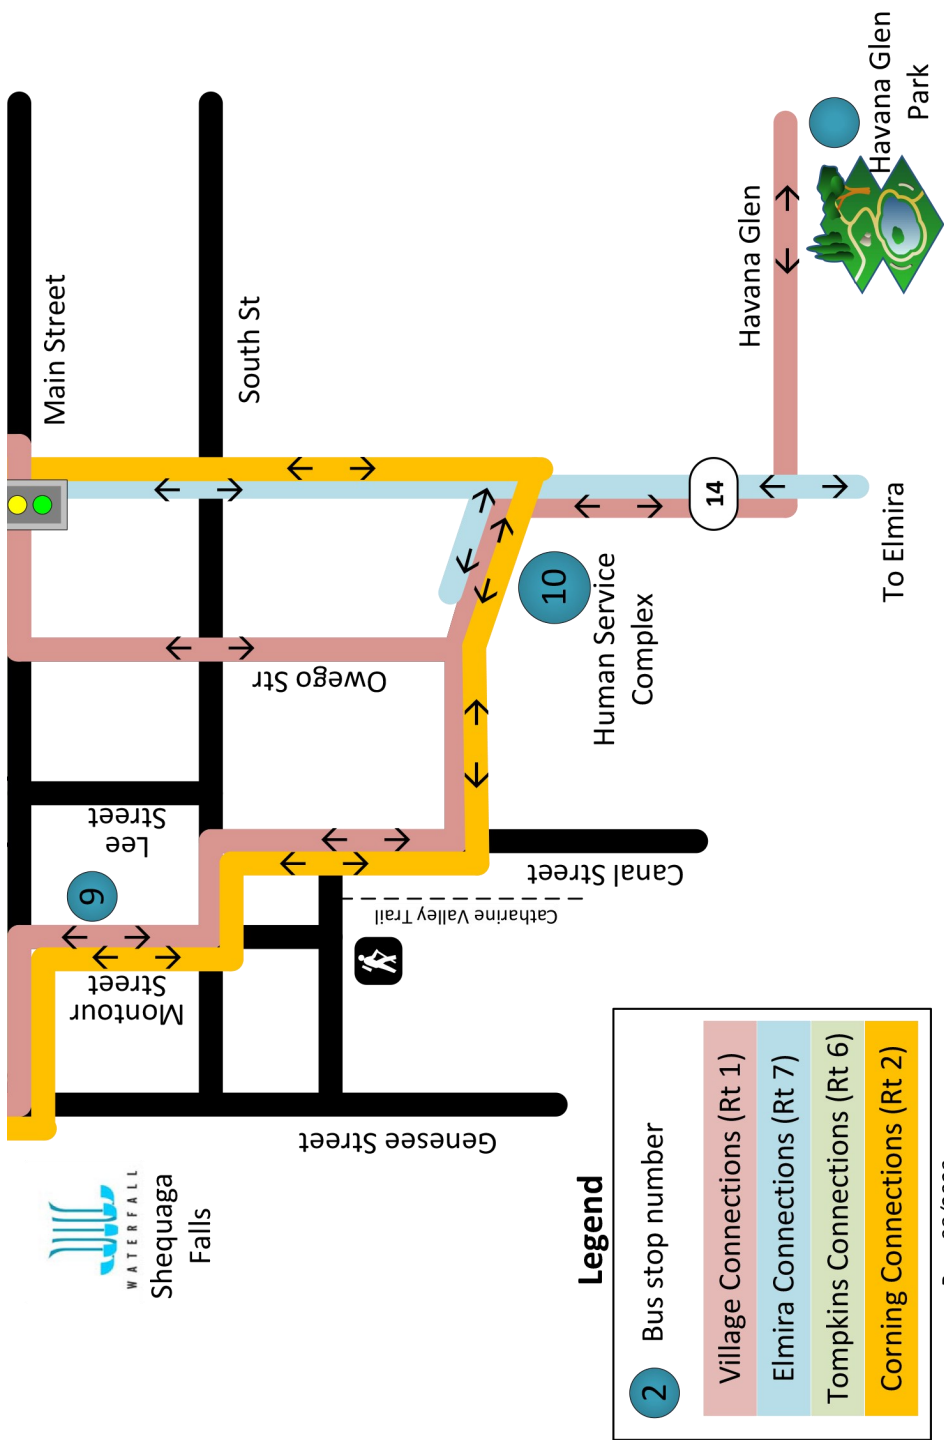 Main Street
South St
Havana Glen
Havana Glen
Park
14
To Elmira
10
Human Service
Complex
Owego Str
Lee
Street
9
Montour
Street
Canal Street
Catharine Valley Trail
Genesee Street
WATERFALL
Shequaga
Falls
Legend
2
Bus stop number
Village Connections (Rt 1)
Elmira Connections (Rt 7)
Tompkins Connections (Rt 6)
Corning Connections (Rt 2)